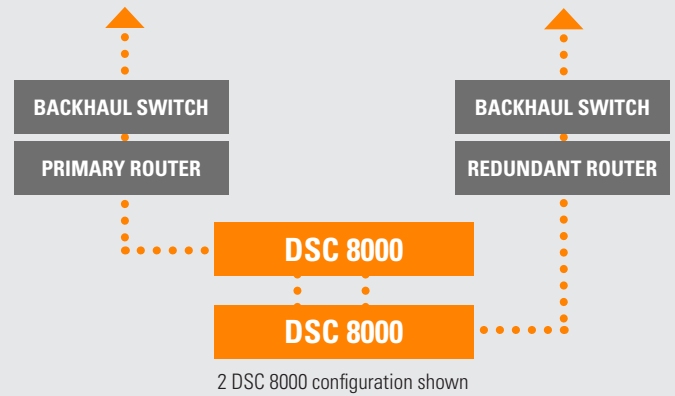 BACKHAUL SWITCH
PRIMARY ROUTER
BACKHAUL SWITCH
REDUNDANT ROUTER
DSC 8000
DSC 8000
2 DSC 8000 configuration shown